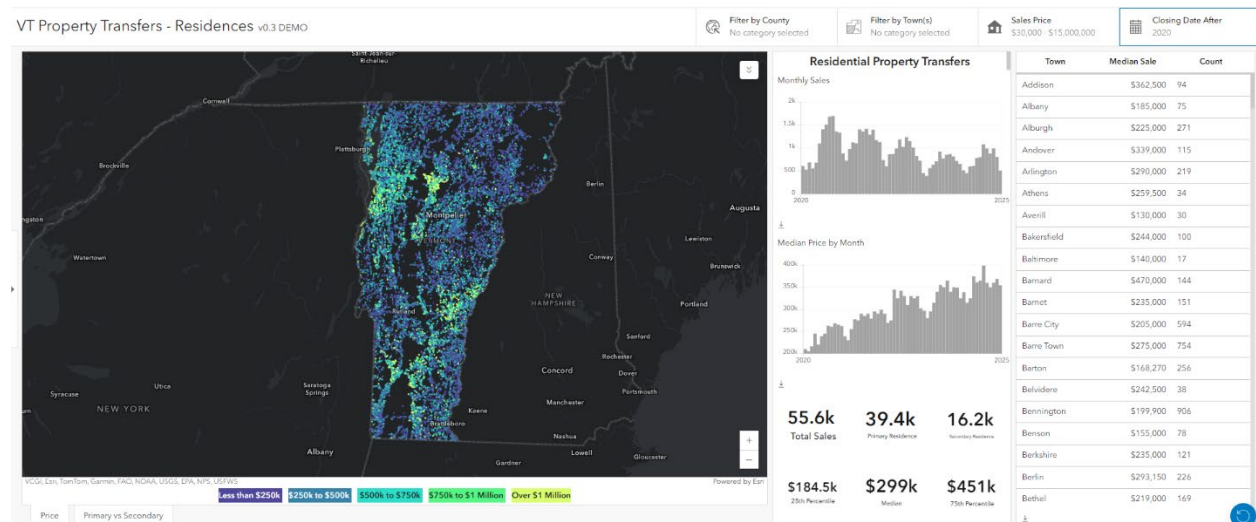 VT Property Transfers - Residences v0.3 DEMO
Filter by County
No category selected
Filter by Town(s)
No category selected
Sales Price
$30,000 - $15,000,000
Closing Date After
2020
Saint-Jean-sur-
Richelieu
Cornwall
Plattsburgh
Brockville
Berlin
Montpelier
Augusta
VERMONT
Lewiston
Watertown
Conway
Brunswick
NEW
HAMPSHIRE
Portland
Rutland
Sanford
Rochester
Concord
Dover
Utica
Saratoga
Springs
Portsmouth
Syracuse
Manchester
NEW YORK
Keene
Brattleboro
Nashua
Albany
Lowell
Gloucester
Gardner
VCGI, Esri, TomTom, Garmin, FAO, NOAA, USGS, EPA, NPS, USFWS
Powered by Esri
Less than $250k
$250k to $500k
$500k to $750k
$750k to $1 Million
Over $1 Million
Price
Primary vs Secondary
Residential Property Transfers
Monthly Sales
2k
1.5k
1k
500
0
2020
2025
Median Price by Month
400k
350k
300k
250k
200k
2020
2025
55.6k
Total Sales
39.4k
Primary Residence
16.2k
Secondary Residence
$184.5k
25th Percentile
$299k
Median
$451k
75th Percentile
Town Median Sale Count
Addison $362,500 94
Albany $185,000 75
Alburgh $225,000 271
Andover $339,000 115
Arlington $290,000 219
Athens $259,500 34
Averill $130,000 30
Bakersfield $244,000 100
Baltimore $140,000 17
Barnard $470,000 144
Barnet $235,000 151
Barre City $205,000 594
Barre Town $275,000 754
Barton $168,270 256
Belvidere $242,500 38
Bennington $199,900 906
Benson $155,000 78
Berkshire $235,000 121
Berlin $293,150 226
Bethel $219,000 169